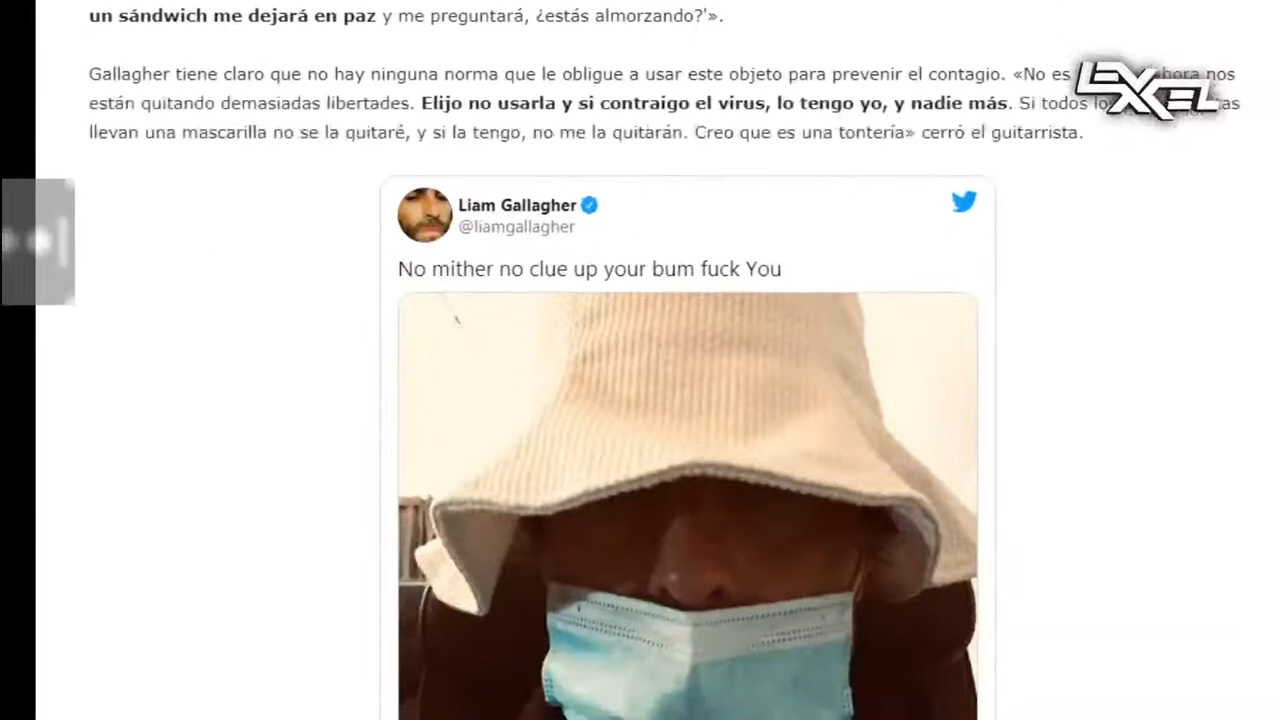 un sándwich me dejará en paz y me preguntará, ¿estás almorzando?'».
Gallagher tiene claro que no hay ninguna norma que le obligue a usar este objeto para prevenir el contagio. «No es ahora nos
están quitando demasiadas libertades. Elijo no usarla y si contraigo el virus, lo tengo yo, y nadie más. Si todos
llevan una mascarilla no se la quitaré, y si la tengo, no me la quitarán. Creo que es una tontería» cerró el guitarrista.
LEXXEL
Liam Gallagher
@liamgallagher
No mither no clue up your bum fuck You